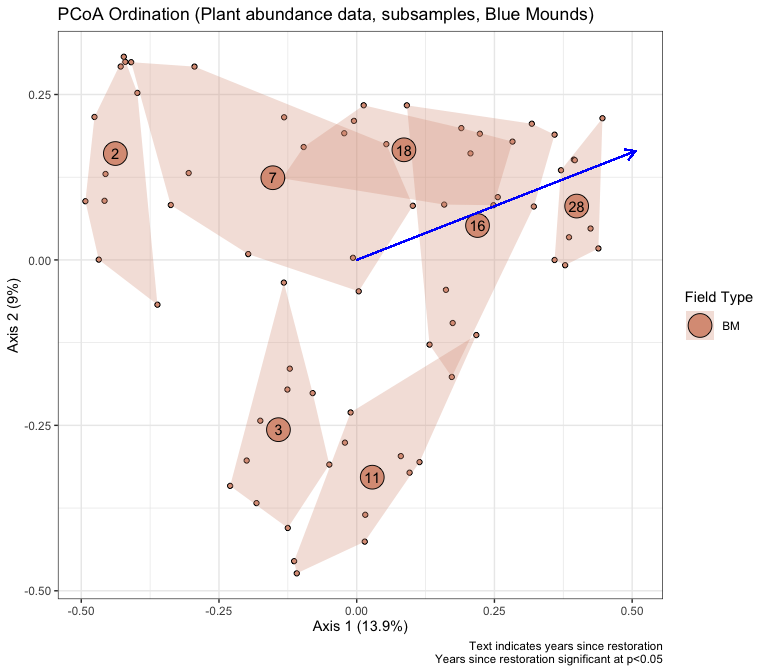 PCoA Ordination (Plant abundance data, subsamples, Blue Mounds)
0.25
0.00
-0.25
-0.50
Axis 2 (9%)
2
7
18
16
28
3
11
-0.50
-0.25
0.00
0.25
0.50
Axis 1 (13.9%)
Field Type
BM
Text indicates years since restoration
Years since restoration significant at p<0.05